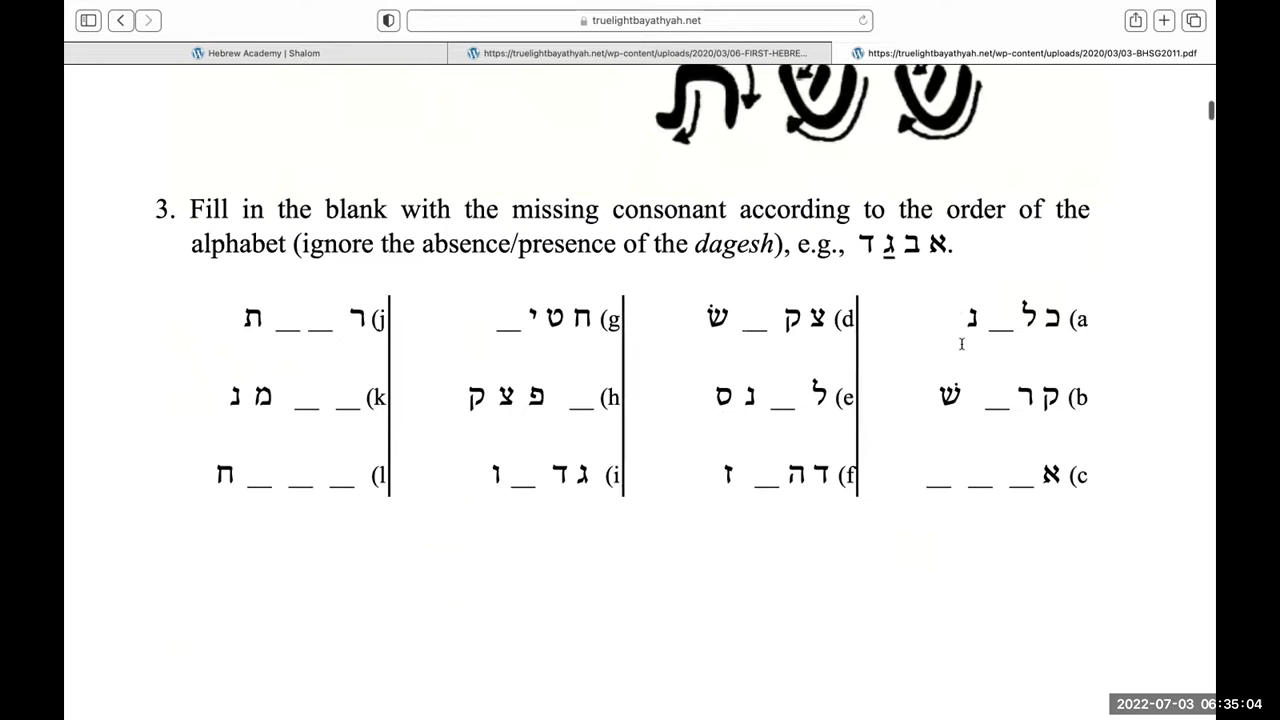 truelightbayathyah.net
Hebrew Academy | Shalom
https://truelightbayathyah.net/wp-content/uploads/2020/03/06-FIRST-HEBRE...
https://truelightbayathyah.net/wp-content/uploads/2020/03/03-BHSG2011.pdf
ש שׁ ת
3. Fill in the blank with the missing consonant according to the order of the
alphabet (ignore the absence/presence of the dagesh), e.g., א ב ג ד.
a) כ ל __ נ
d) צ ק __ שׂ
g) ח ט י __
j) ר __ __ ת
b) ק ר __ שׁ
e) ל __ נ ס
h) __ פ צ ק
k) __ __ מ נ
c) א __ __ __
f) ד ה __ ז
i) ג ד __ ו
l) __ __ __ ח
2022-07-03 06:35:04